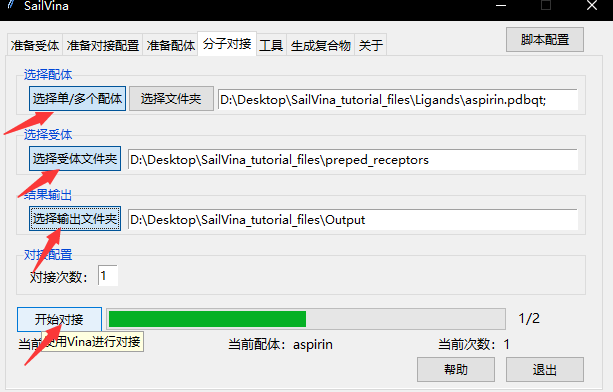 SailVina
准备受体 准备对接配置 准备配体 分子对接 工具 生成复合物 关于 脚本配置
选择配体
选择单/多个配体 选择文件夹 D:\Desktop\SailVina_tutorial_files\Ligands\aspirin.pdbqt;
选择受体
选择受体文件夹 D:\Desktop\SailVina_tutorial_files\preped_receptors
结果输出
选择输出文件夹 D:\Desktop\SailVina_tutorial_files\Output
对接配置
对接次数: 1
开始对接 1/2
当前 使用Vina进行对接 当前配体: aspirin 当前次数: 1
帮助 退出